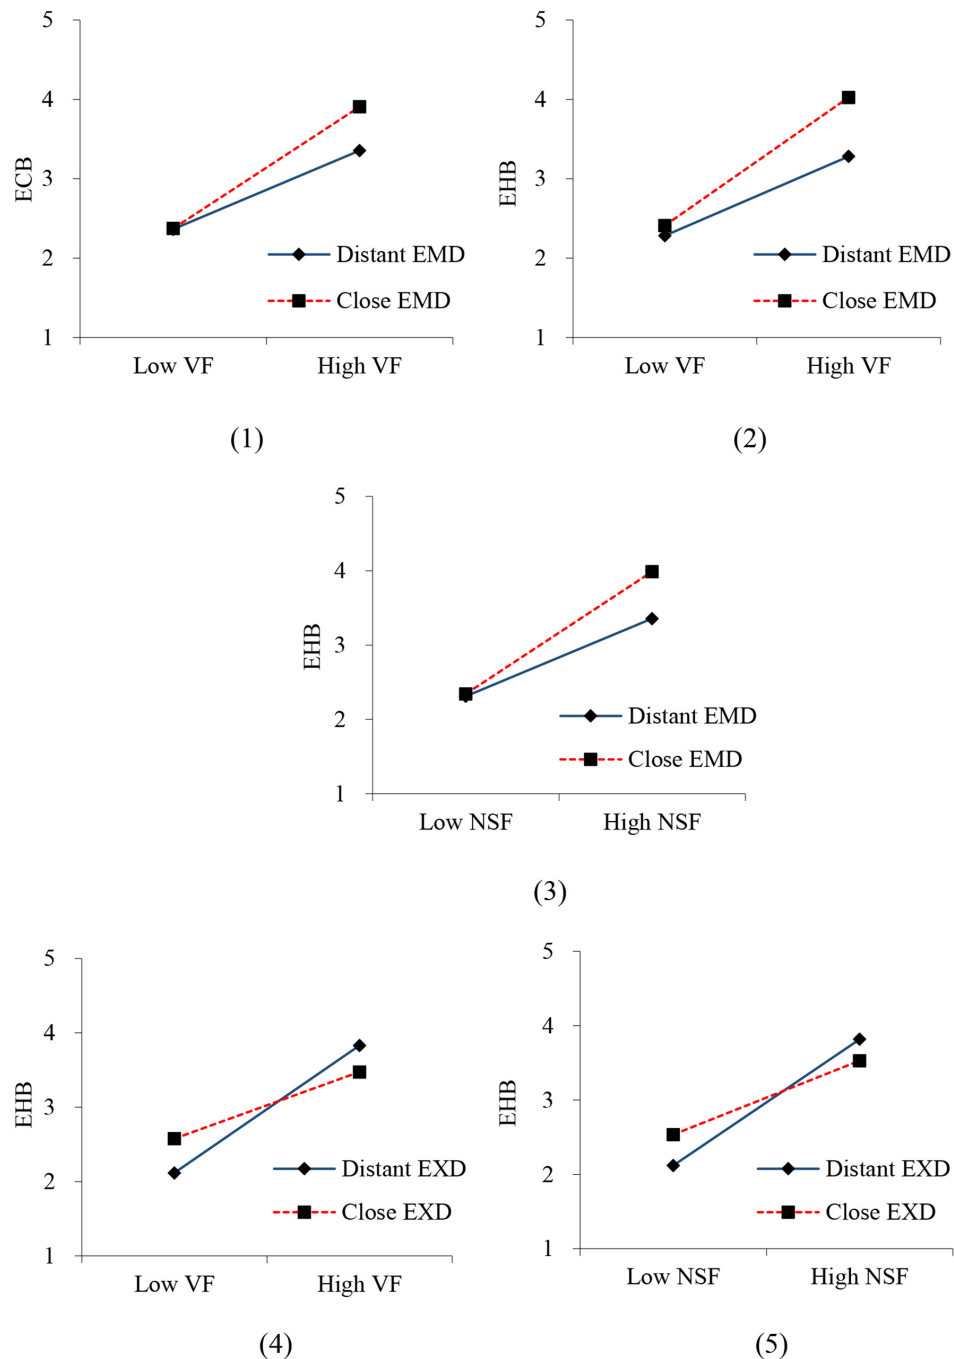 5
4
3
2
1
ECB
Distant EMD
Close EMD
Low VF High VF
(1)
5
4
3
2
1
EHB
Distant EMD
Close EMD
Low VF High VF
(2)
5
4
3
2
1
EHB
Distant EMD
Close EMD
Low NSF High NSF
(3)
5
4
3
2
1
EHB
Distant EXD
Close EXD
Low VF High VF
(4)
5
4
3
2
1
EHB
Distant EXD
Close EXD
Low NSF High NSF
(5)